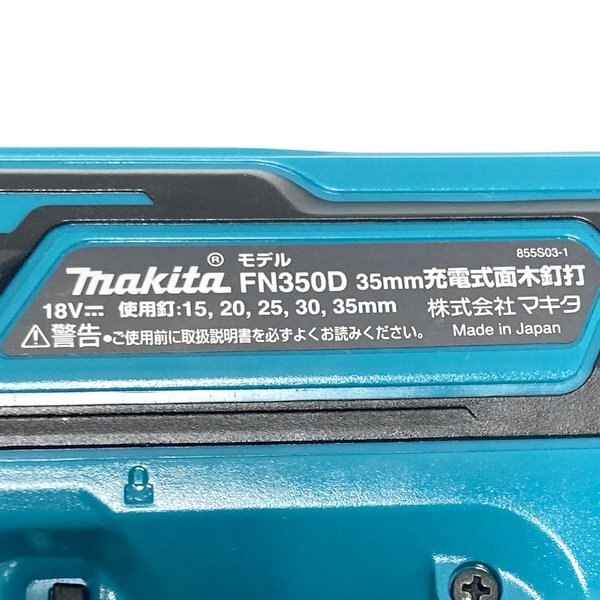 855S03-1
makita® モデル FN350D 35mm充電式面木釘打
18V⎓ 使用釘:15, 20, 25, 30, 35mm 株式会社マキタ
⚠警告●ご使用前に取扱説明書を必ずよくお読みください。 Made in Japan